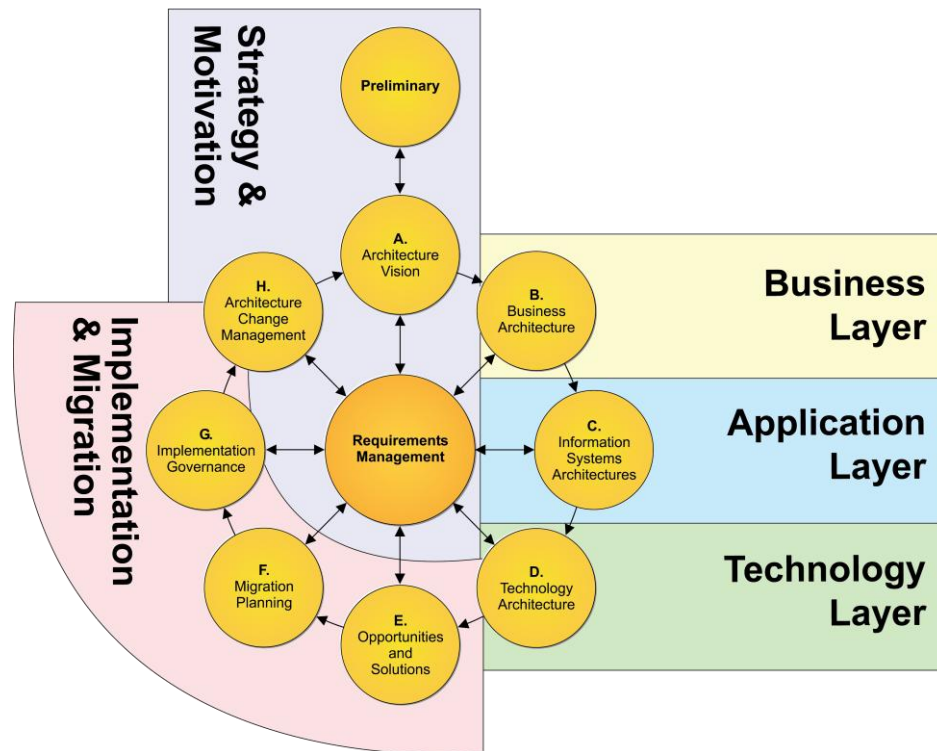 Strategy &
Motivation
Preliminary
A.
Architecture
Vision
H.
Architecture
Change
Management
B.
Business
Architecture
Business
Layer
Implementation
& Migration
G.
Implementation
Governance
Requirements
Management
C.
Information
Systems
Architectures
Application
Layer
F.
Migration
Planning
E.
Opportunities
and
Solutions
D.
Technology
Architecture
Technology
Layer